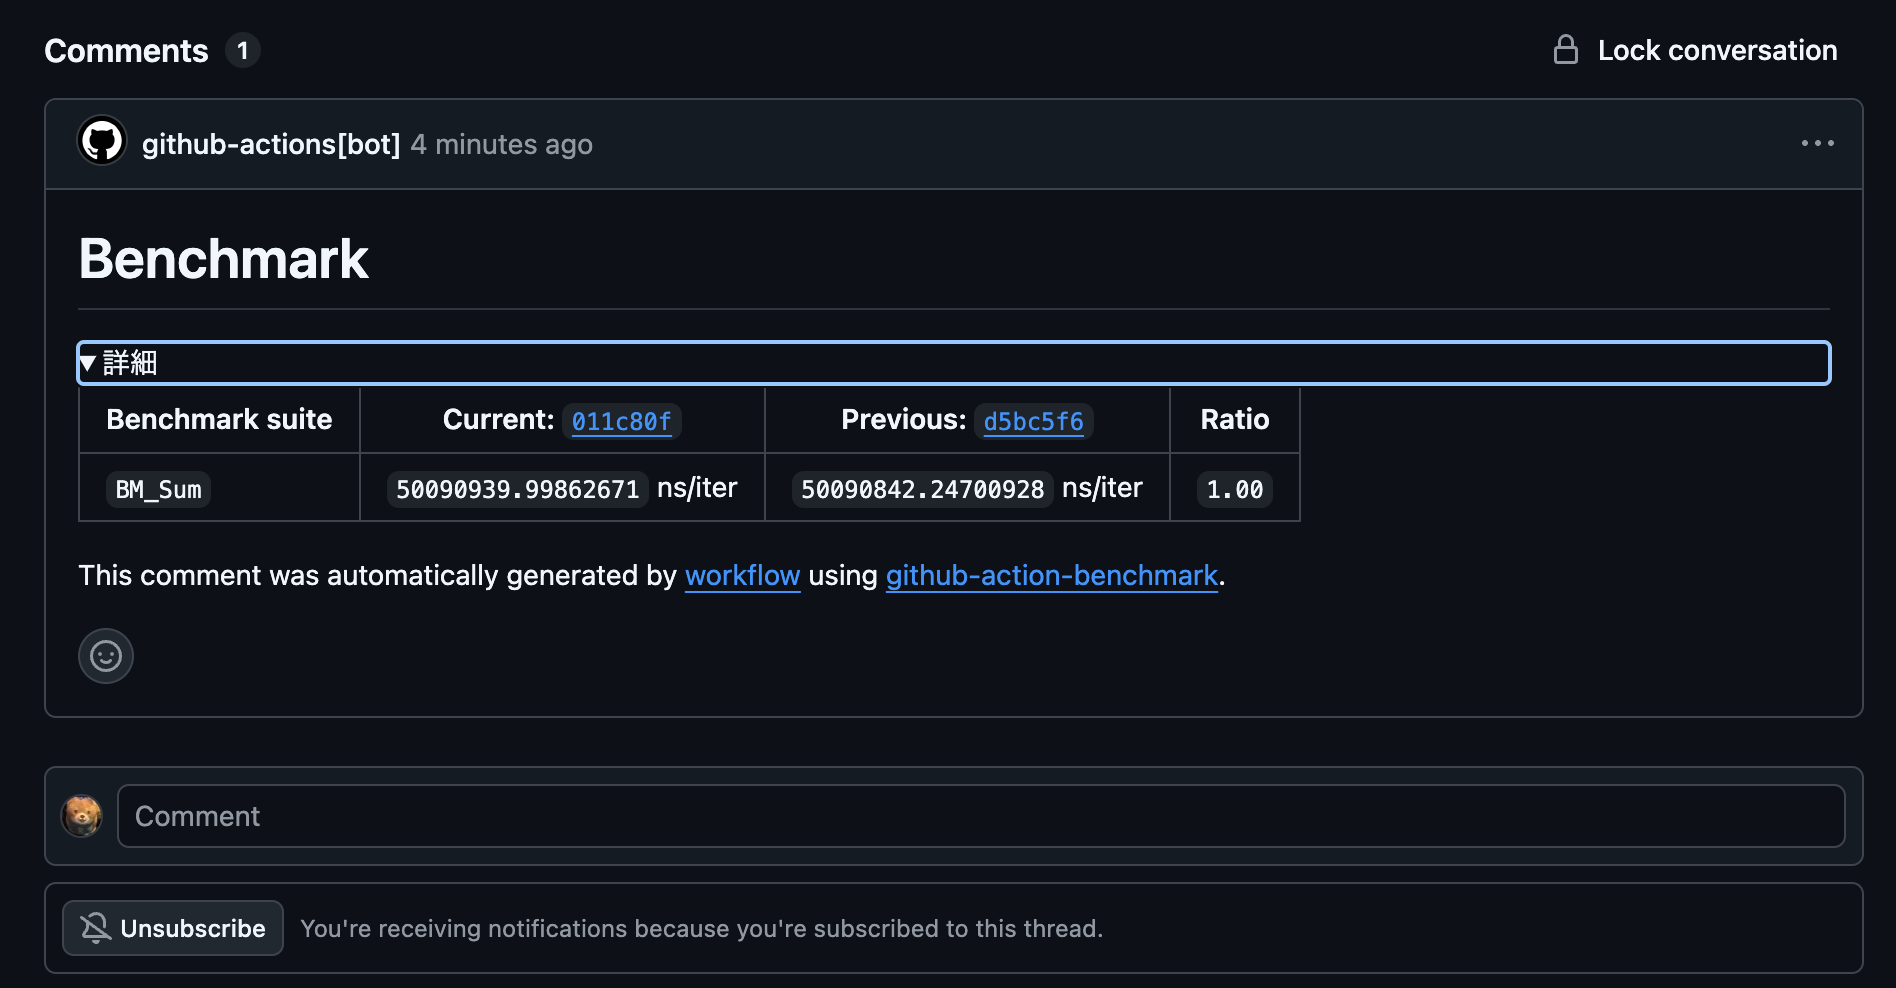 Comments 1
Lock conversation
github-actions[bot] 4 minutes ago
Benchmark
▼ 詳細
Benchmark suite Current: 011c80f Previous: d5bc5f6 Ratio
BM_Sum 50090939.99862671 ns/iter 50090842.24700928 ns/iter 1.00
This comment was automatically generated by workflow using github-action-benchmark.
Comment
Unsubscribe You're receiving notifications because you're subscribed to this thread.